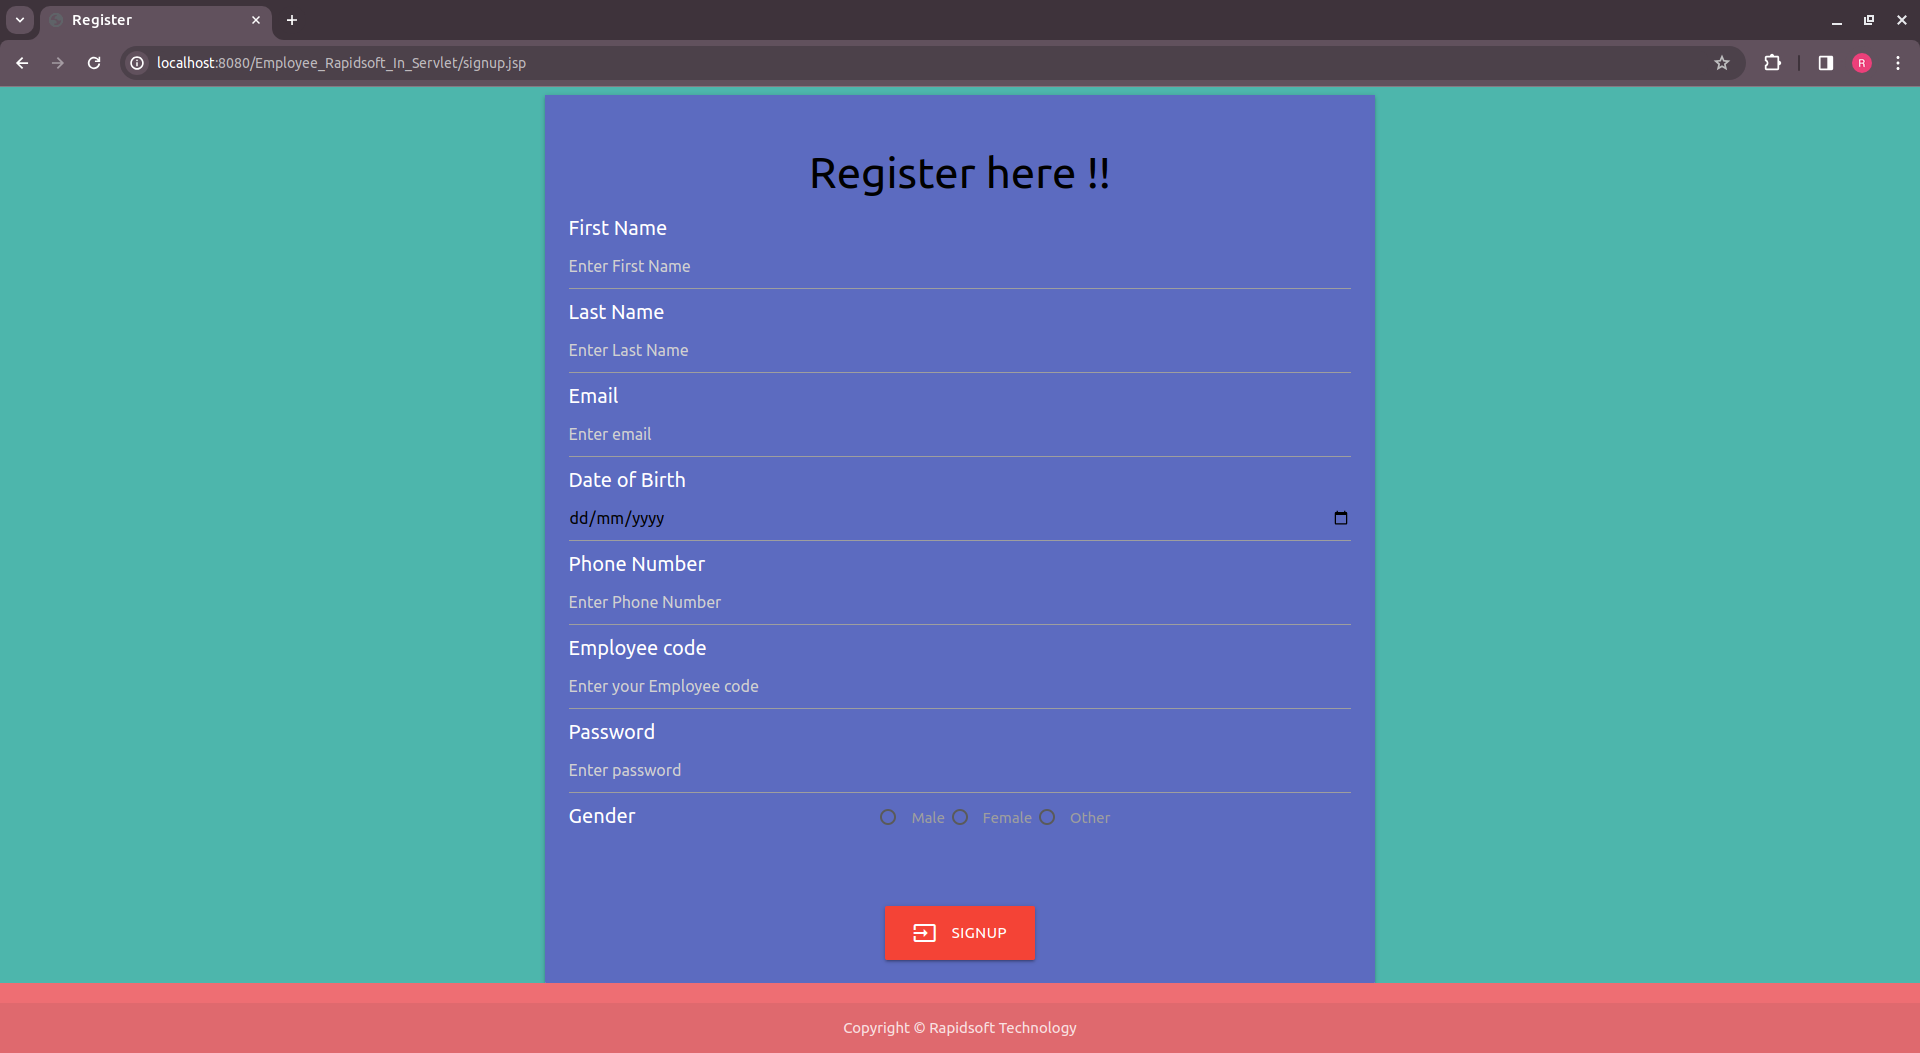 Register
localhost:8080/Employee_Rapidsoft_In_Servlet/signup.jsp
R
Register here !!
First Name
Enter First Name
Last Name
Enter Last Name
Email
Enter email
Date of Birth
dd/mm/yyyy
Phone Number
Enter Phone Number
Employee code
Enter your Employee code
Password
Enter password
Gender Male Female Other
SIGNUP
Copyright © Rapidsoft Technology